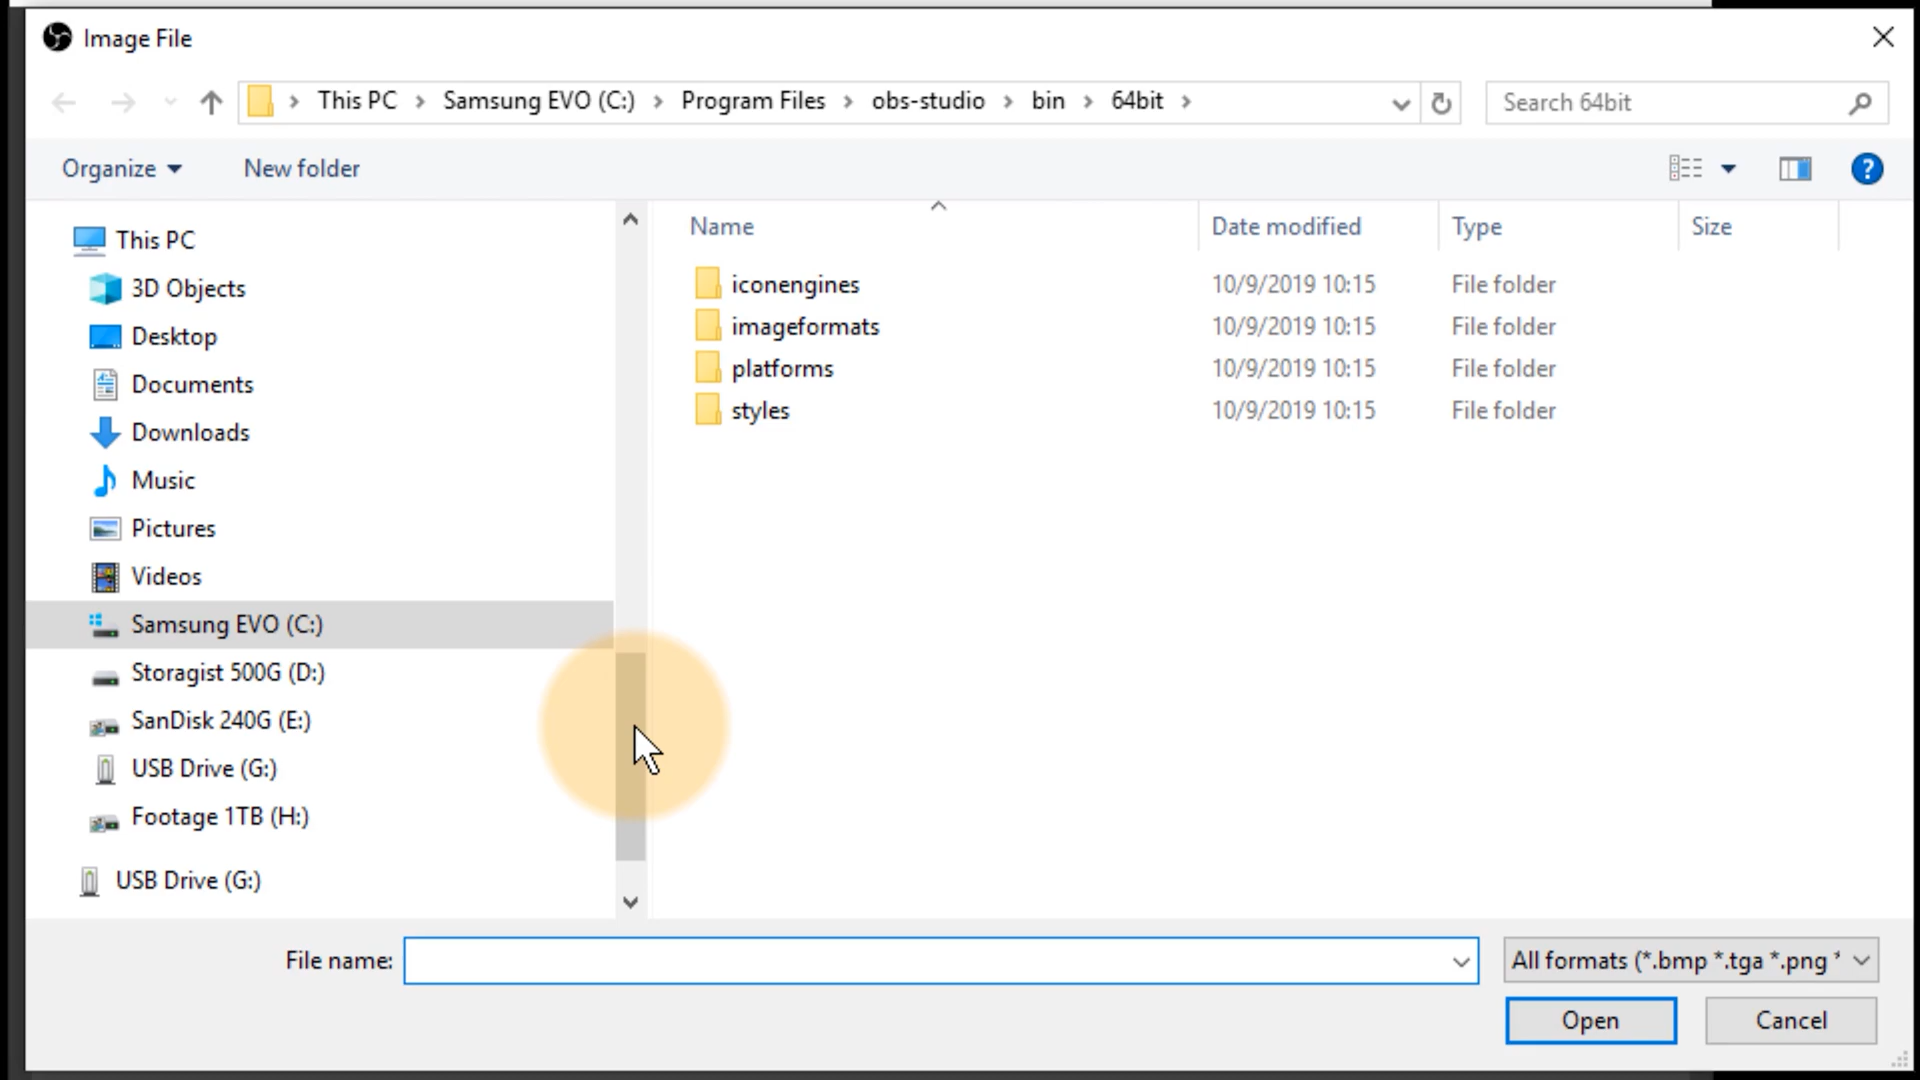 Image File
This PC > Samsung EVO (C:) > Program Files > obs-studio > bin > 64bit >
Search 64bit
Organize
New folder
?
Name
Date modified
Type
Size
This PC
3D Objects
Desktop
Documents
Downloads
Music
Pictures
Videos
Samsung EVO (C:)
Storagist 500G (D:)
SanDisk 240G (E:)
USB Drive (G:)
Footage 1TB (H:)
USB Drive (G:)
iconengines 10/9/2019 10:15 File folder
imageformats 10/9/2019 10:15 File folder
platforms 10/9/2019 10:15 File folder
styles 10/9/2019 10:15 File folder
File name:
All formats (*.bmp *.tga *.png *
Open
Cancel